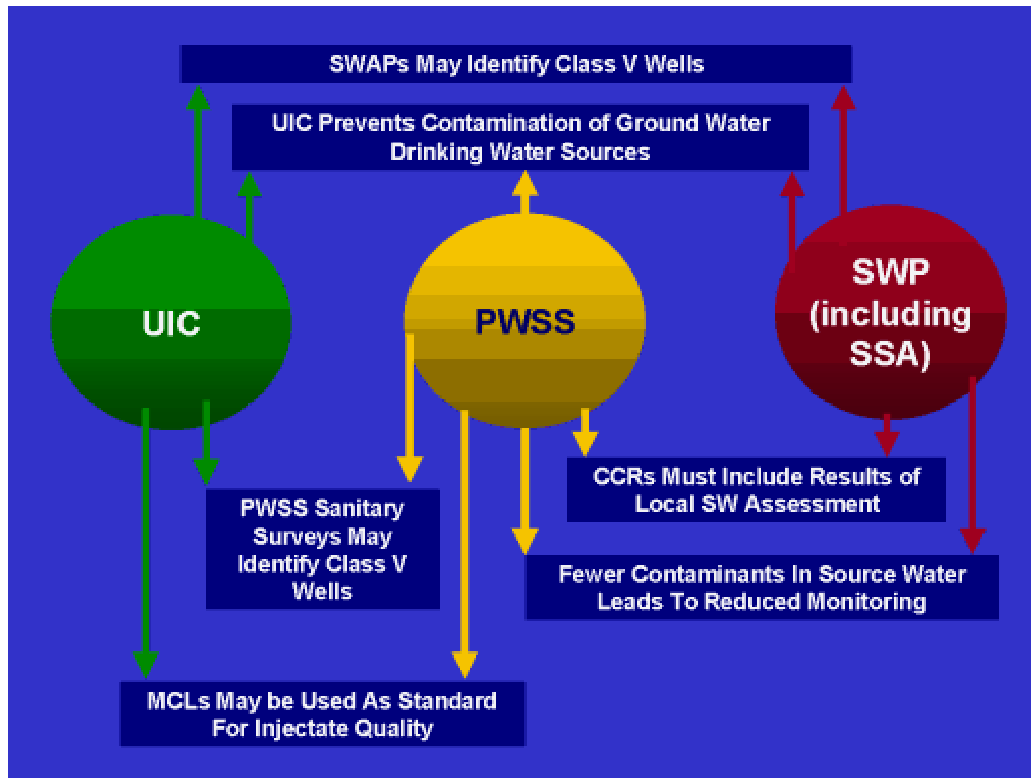 SWAPs May Identify Class V Wells
UIC Prevents Contamination of Ground Water
Drinking Water Sources
UIC
PWSS
SWP
(including
SSA)
CCRs Must Include Results of
Local SW Assessment
PWSS Sanitary
Surveys May
Identify Class V
Wells
Fewer Contaminants In Source Water
Leads To Reduced Monitoring
MCLs May be Used As Standard
For Injectate Quality